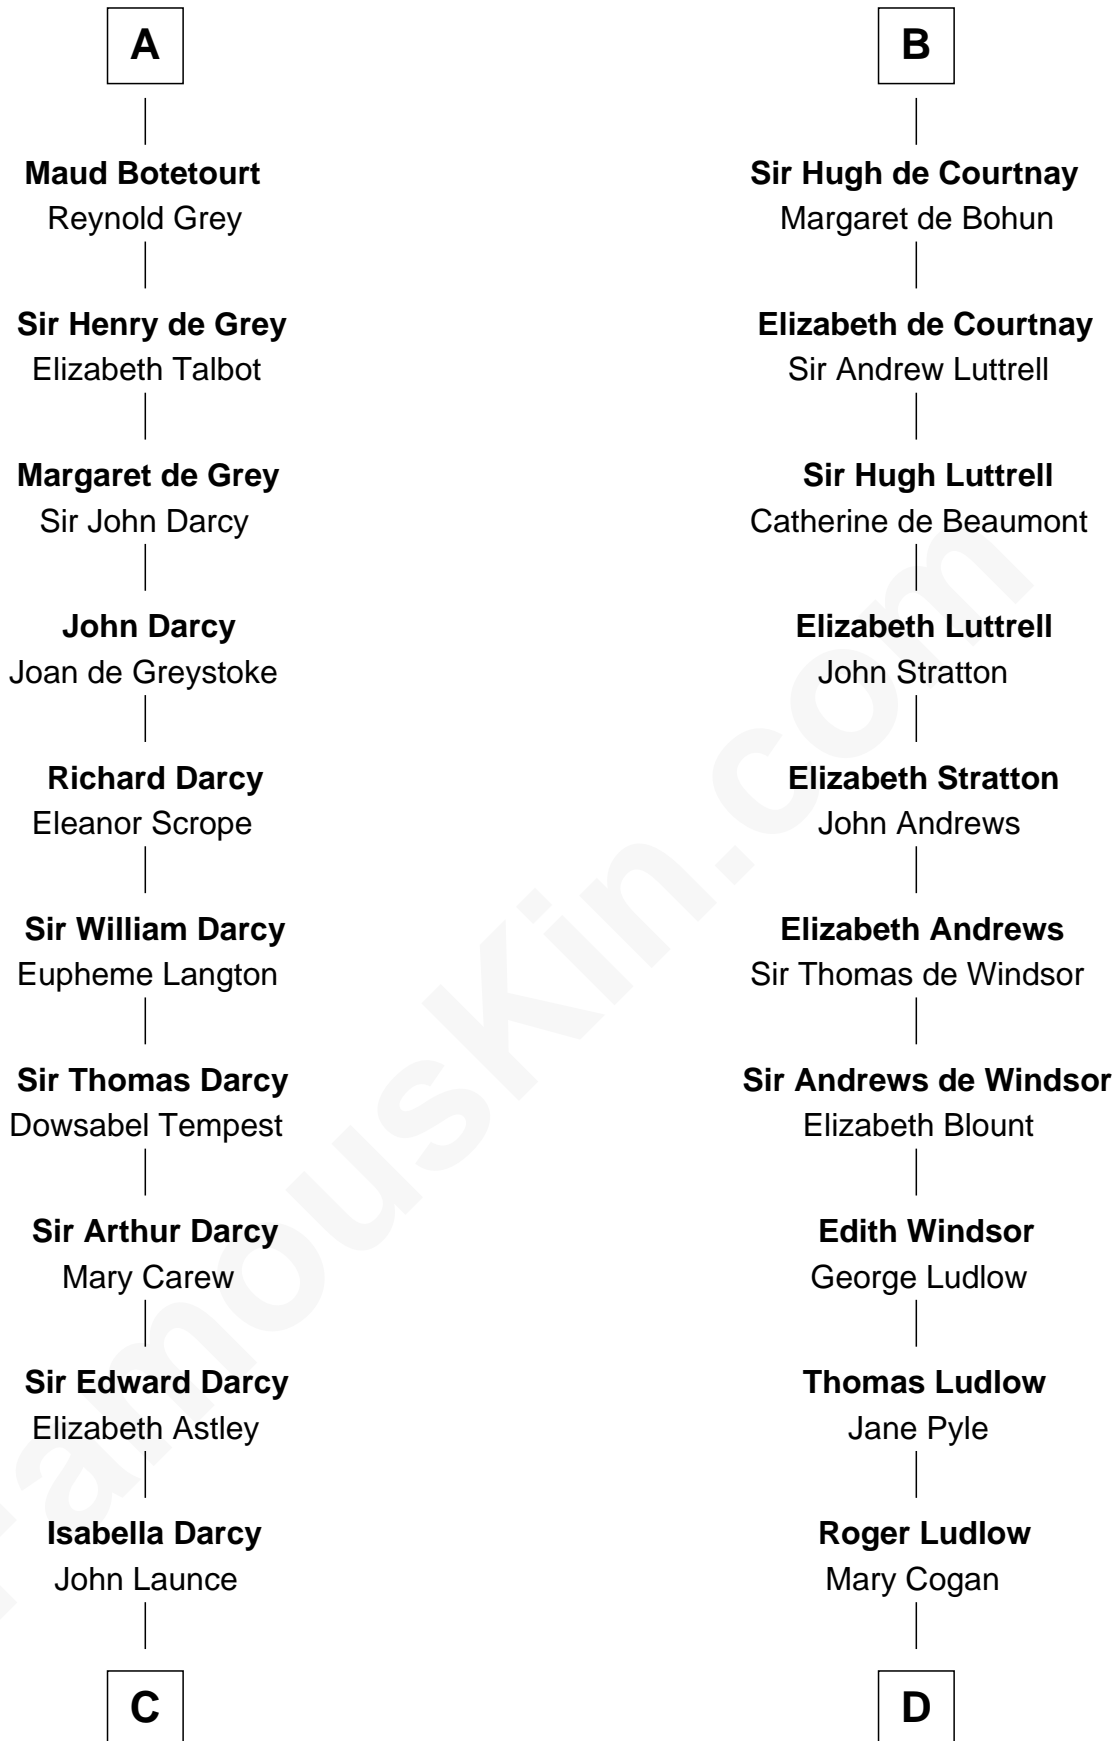 A
Maud Botetourt
Reynold Grey
Sir Henry de Grey
Elizabeth Talbot
Margaret de Grey
Sir John Darcy
John Darcy
Joan de Greystoke
Richard Darcy
Eleanor Scrope
Sir William Darcy
Eupheme Langton
Sir Thomas Darcy
Dowsabel Tempest
Sir Arthur Darcy
Mary Carew
Sir Edward Darcy
Elizabeth Astley
Isabella Darcy
John Launce
C
B
Sir Hugh de Courtnay
Margaret de Bohun
Elizabeth de Courtnay
Sir Andrew Luttrell
Sir Hugh Luttrell
Catherine de Beaumont
Elizabeth Luttrell
John Stratton
Elizabeth Stratton
John Andrews
Elizabeth Andrews
Sir Thomas de Windsor
Sir Andrews de Windsor
Elizabeth Blount
Edith Windsor
George Ludlow
Thomas Ludlow
Jane Pyle
Roger Ludlow
Mary Cogan
D
FamousKin.com